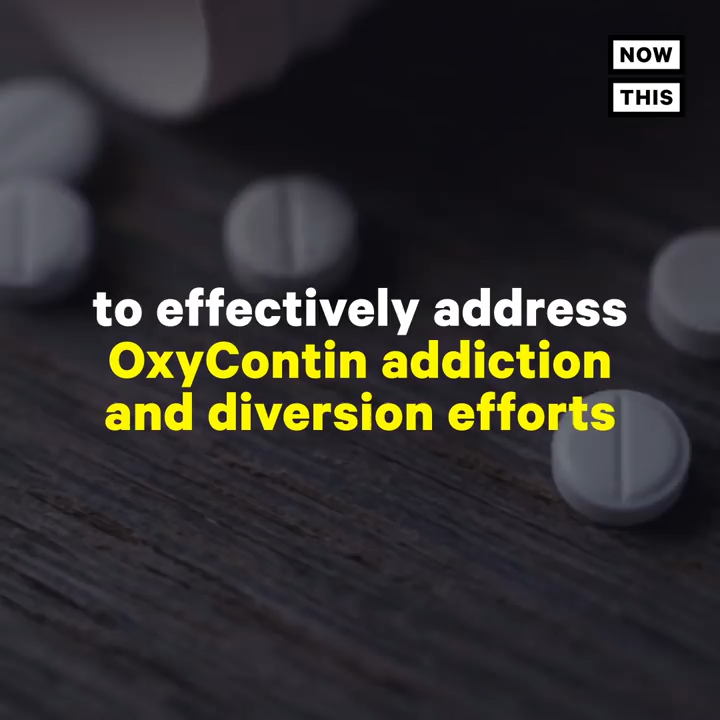 NOW
THIS
to effectively address
OxyContin addiction
and diversion efforts